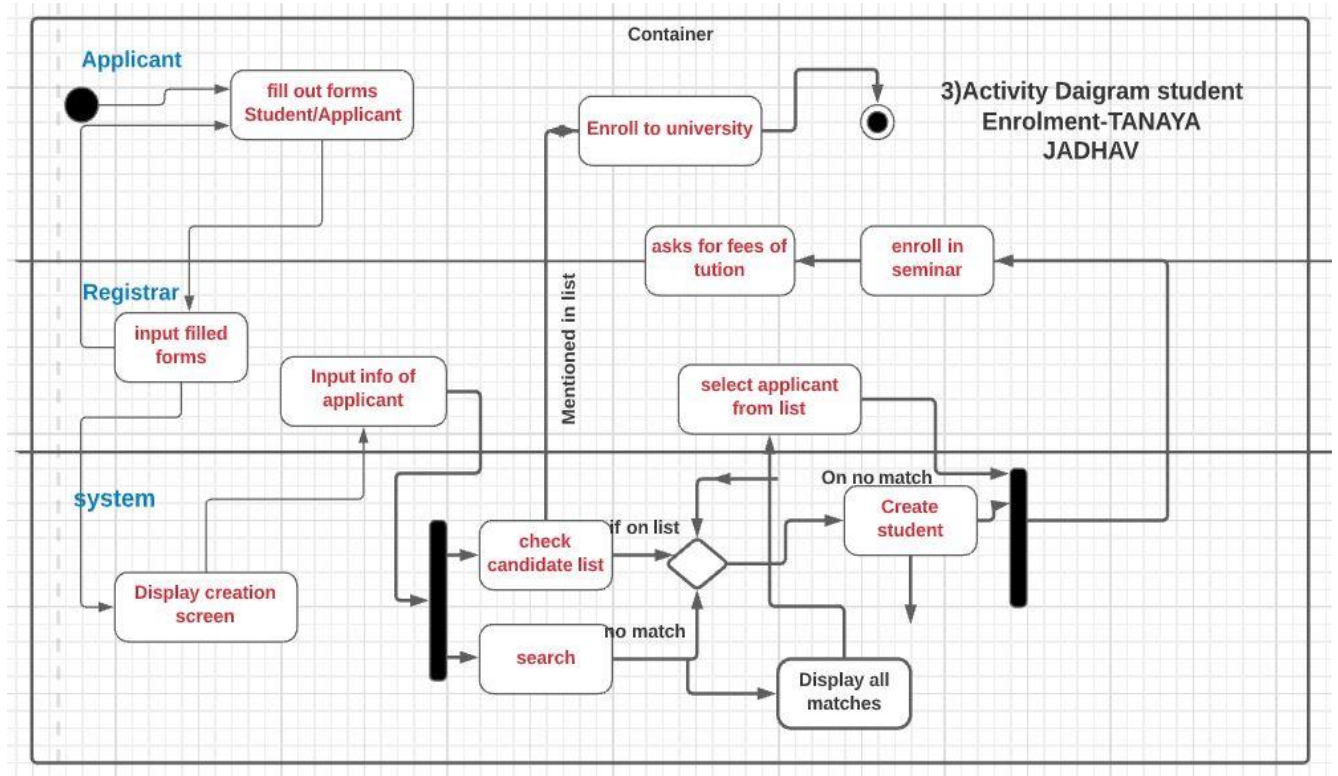 Container
Applicant
fill out forms
Student/Applicant
Enroll to university
3)Activity Daigram student
Enrolment-TANAYA
JADHAV
asks for fees of
tution
enroll in
seminar
Registrar
input filled
forms
Mentioned in list
Input info of
applicant
select applicant
from list
system
On no match
Create
student
if on list
check
candidate list
Display creation
screen
no match
search
Display all
matches